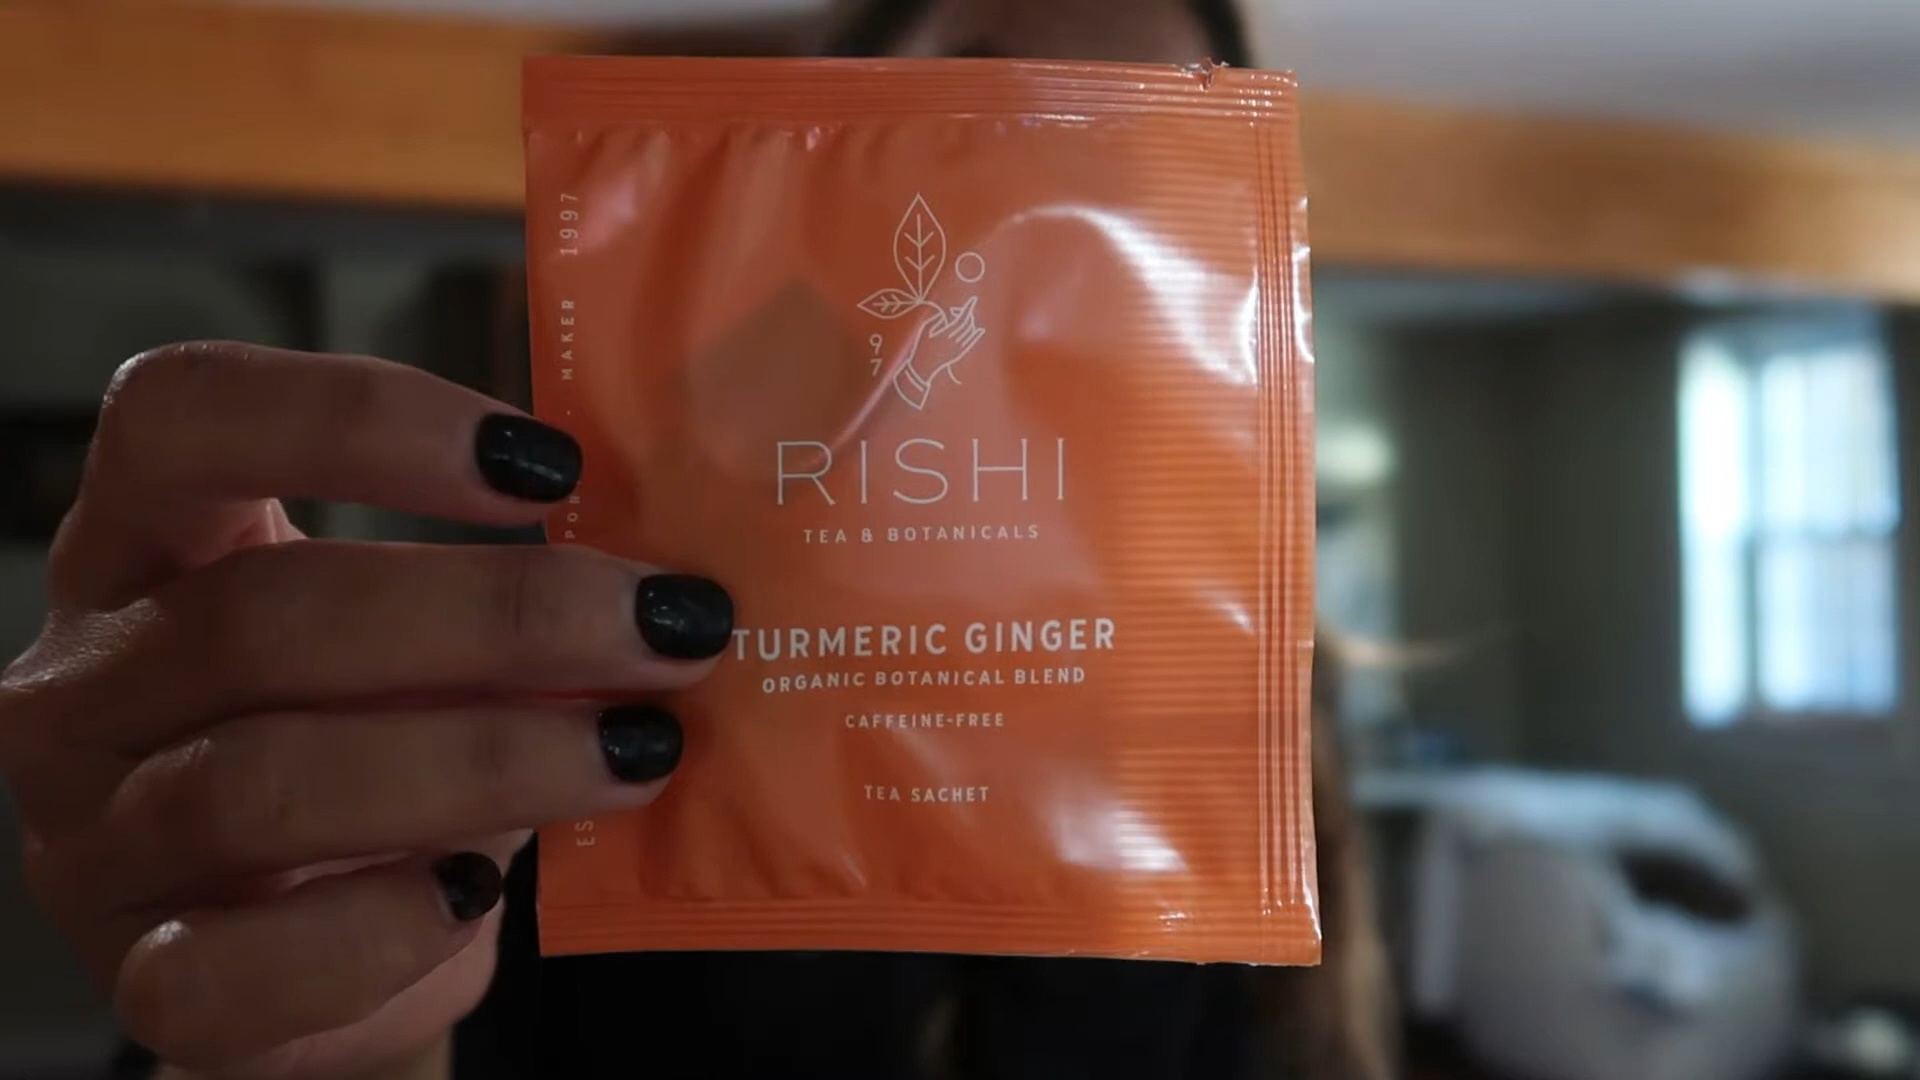 97
RISHI
TEA & BOTANICALS
TURMERIC GINGER
ORGANIC BOTANICAL BLEND
CAFFEINE-FREE
TEA SACHET
MAKER 1997